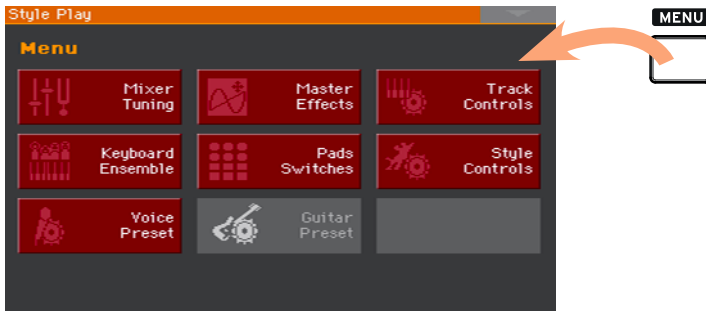 Style Play
MENU
Menu
Mixer
Tuning
Master
Effects
Track
Controls
Keyboard
Ensemble
Pads
Switches
Style
Controls
Voice
Preset
Guitar
Preset